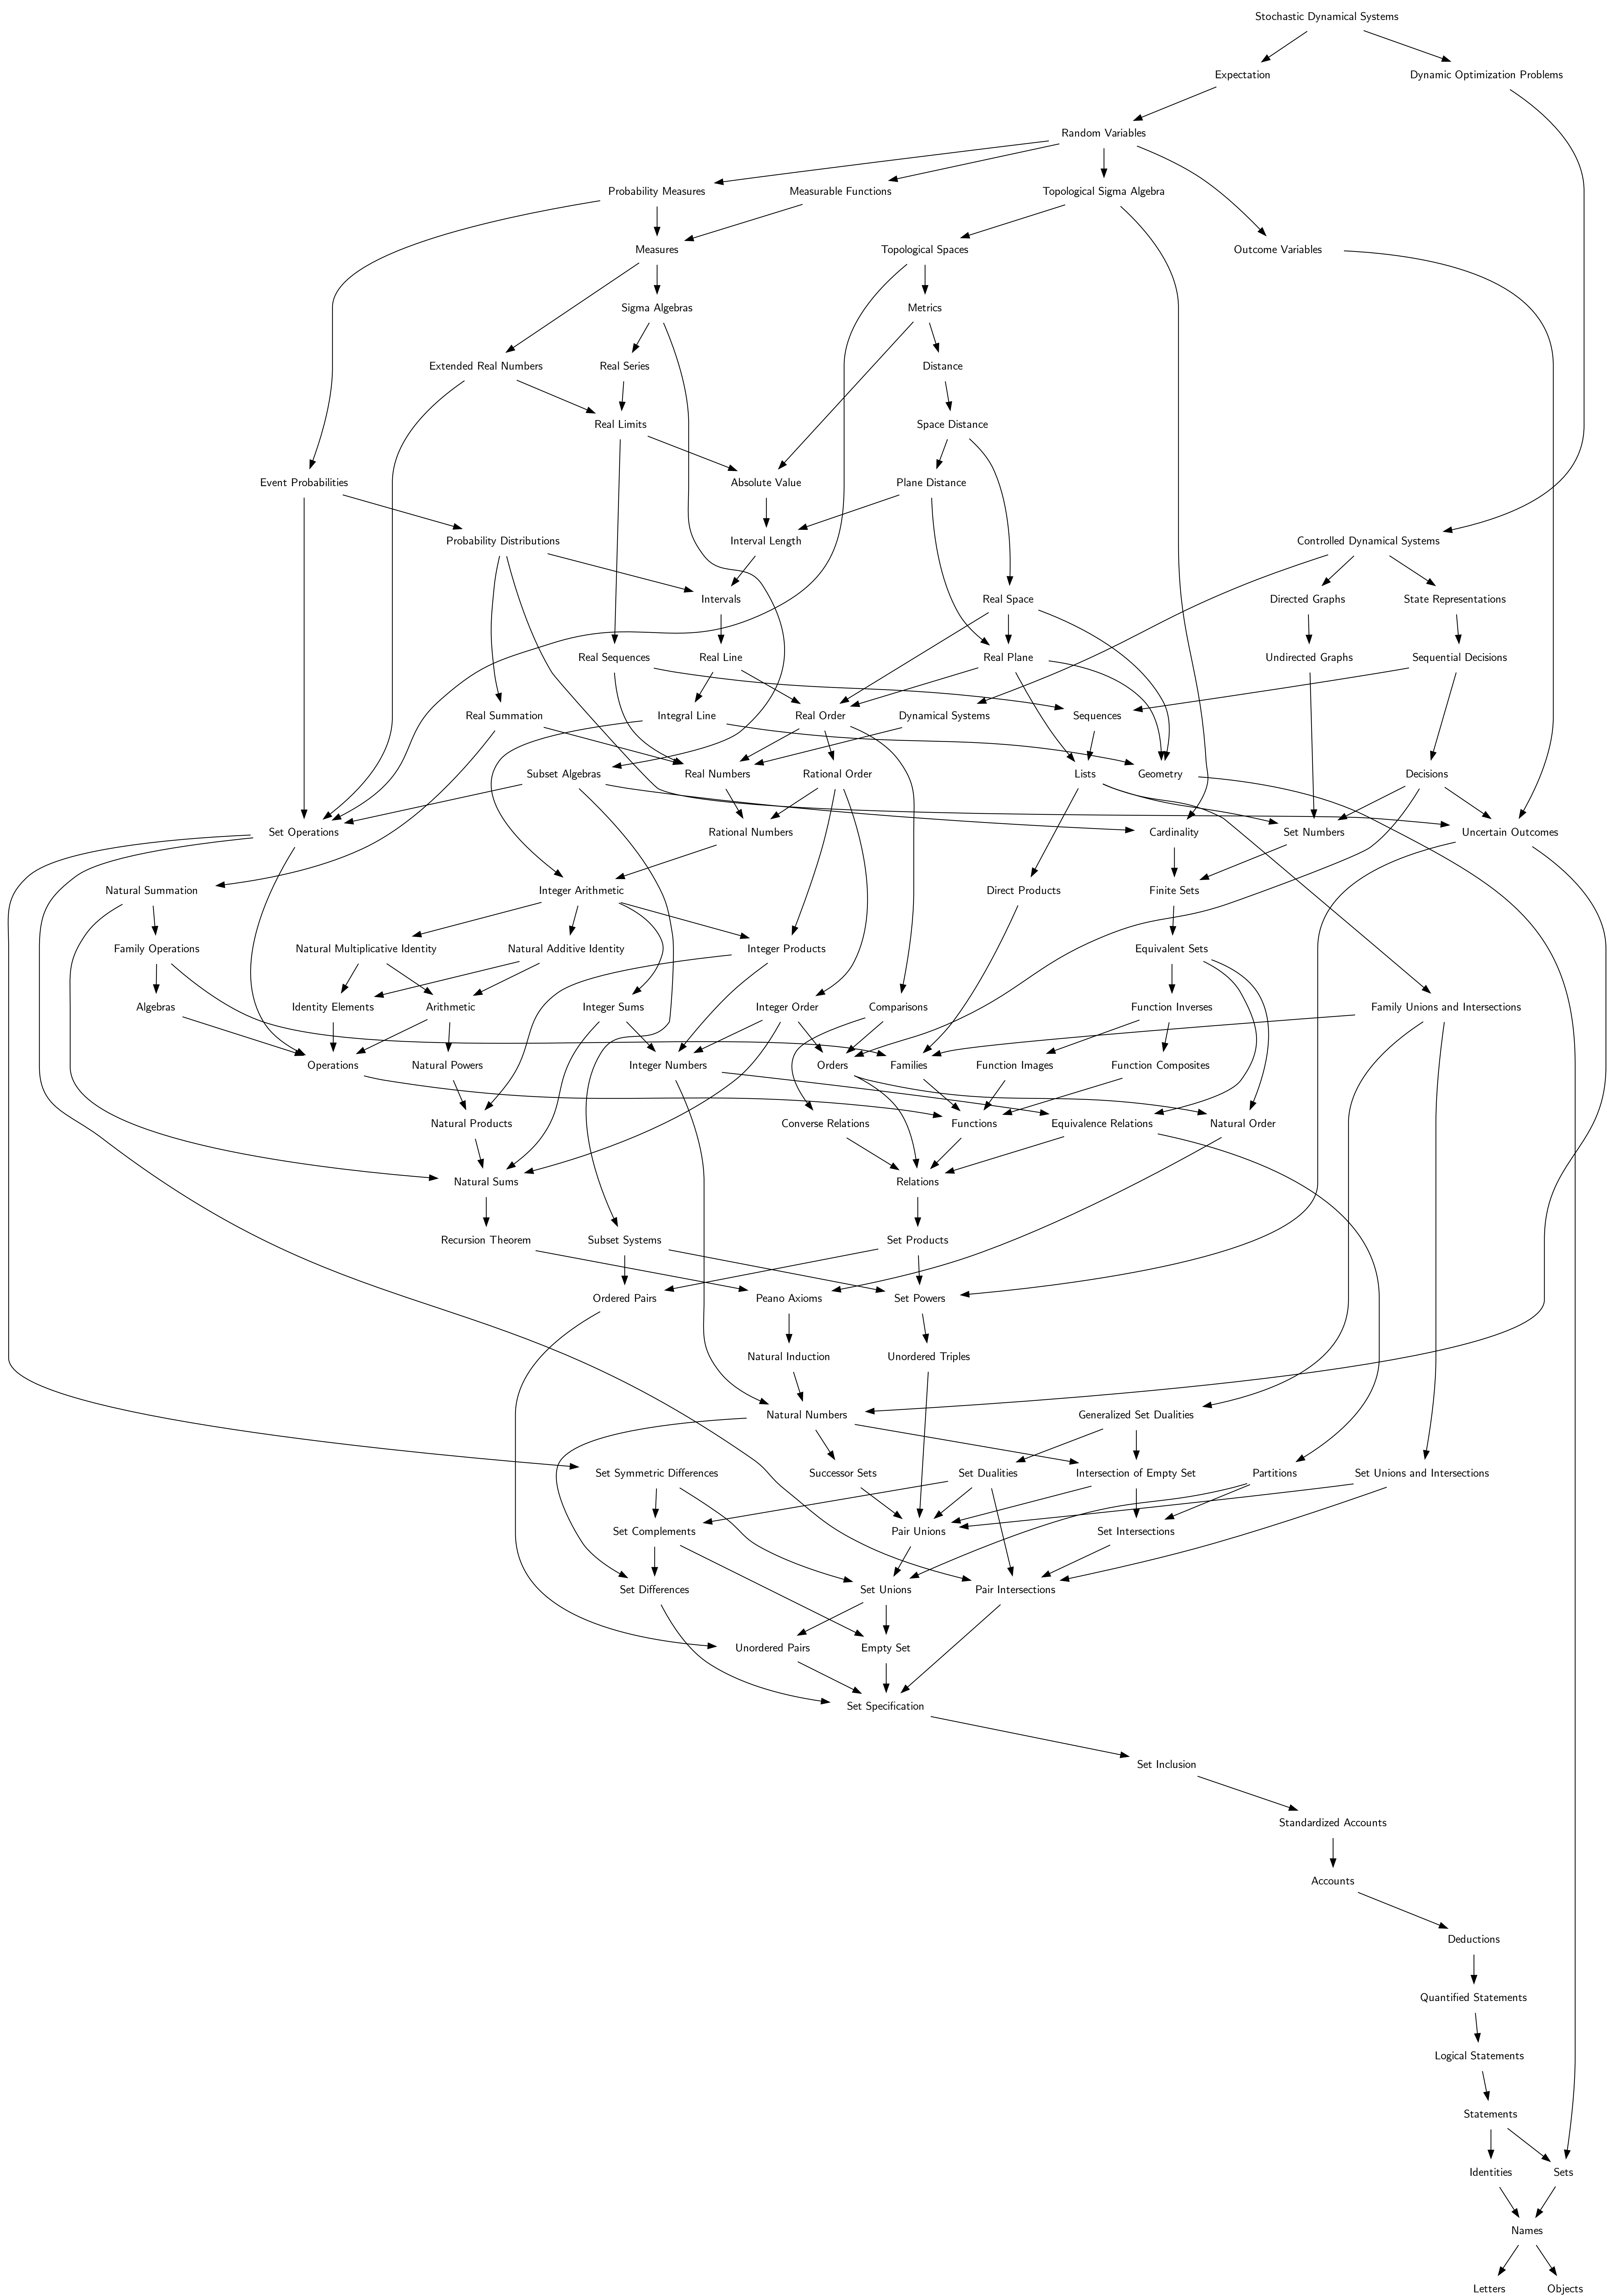 Stochastic Dynamical Systems
Expectation
Dynamic Optimization Problems
Random Variables
Probability Measures
Measurable Functions
Topological Sigma Algebra
Measures
Topological Spaces
Outcome Variables
Sigma Algebras
Metrics
Extended Real Numbers
Real Series
Distance
Real Limits
Space Distance
Event Probabilities
Absolute Value
Plane Distance
Probability Distributions
Interval Length
Controlled Dynamical Systems
Intervals
Real Space
Directed Graphs
State Representations
Real Sequences
Real Line
Real Plane
Undirected Graphs
Sequential Decisions
Real Summation
Integral Line
Real Order
Dynamical Systems
Sequences
Subset Algebras
Real Numbers
Rational Order
Lists
Geometry
Decisions
Set Operations
Rational Numbers
Cardinality
Set Numbers
Uncertain Outcomes
Natural Summation
Integer Arithmetic
Direct Products
Finite Sets
Family Operations
Natural Multiplicative Identity
Natural Additive Identity
Integer Products
Equivalent Sets
Algebras
Identity Elements
Arithmetic
Integer Sums
Integer Order
Comparisons
Function Inverses
Family Unions and Intersections
Operations
Natural Powers
Integer Numbers
Orders
Families
Function Images
Function Composites
Natural Products
Converse Relations
Functions
Equivalence Relations
Natural Order
Natural Sums
Relations
Recursion Theorem
Subset Systems
Set Products
Ordered Pairs
Peano Axioms
Set Powers
Natural Induction
Unordered Triples
Natural Numbers
Generalized Set Dualities
Set Symmetric Differences
Successor Sets
Set Dualities
Intersection of Empty Set
Partitions
Set Unions and Intersections
Set Complements
Pair Unions
Set Intersections
Set Differences
Set Unions
Pair Intersections
Unordered Pairs
Empty Set
Set Specification
Set Inclusion
Standardized Accounts
Accounts
Deductions
Quantified Statements
Logical Statements
Statements
Identities
Sets
Names
Letters
Objects